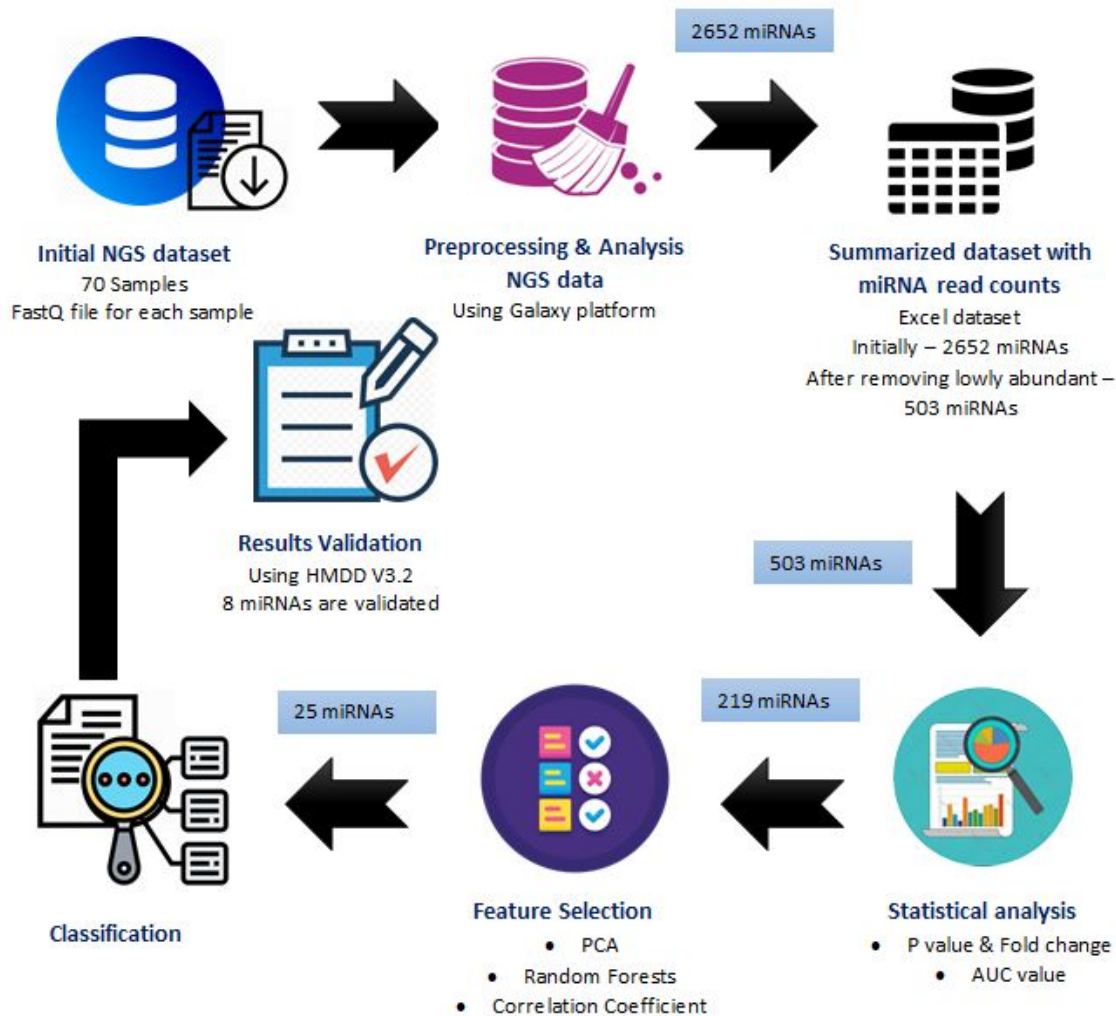 2652 miRNAs
Initial NGS dataset
70 Samples
FastQ file for each sample
Preprocessing & Analysis
NGS data
Using Galaxy platform
Summarized dataset with
miRNA read counts
Excel dataset
Initially – 2652 miRNAs
After removing lowly abundant –
503 miRNAs
Results Validation
Using HMDD V3.2
8 miRNAs are validated
503 miRNAs
219 miRNAs
25 miRNAs
Statistical analysis
• P value & Fold change
• AUC value
Feature Selection
• PCA
• Random Forests
• Correlation Coefficient
Classification